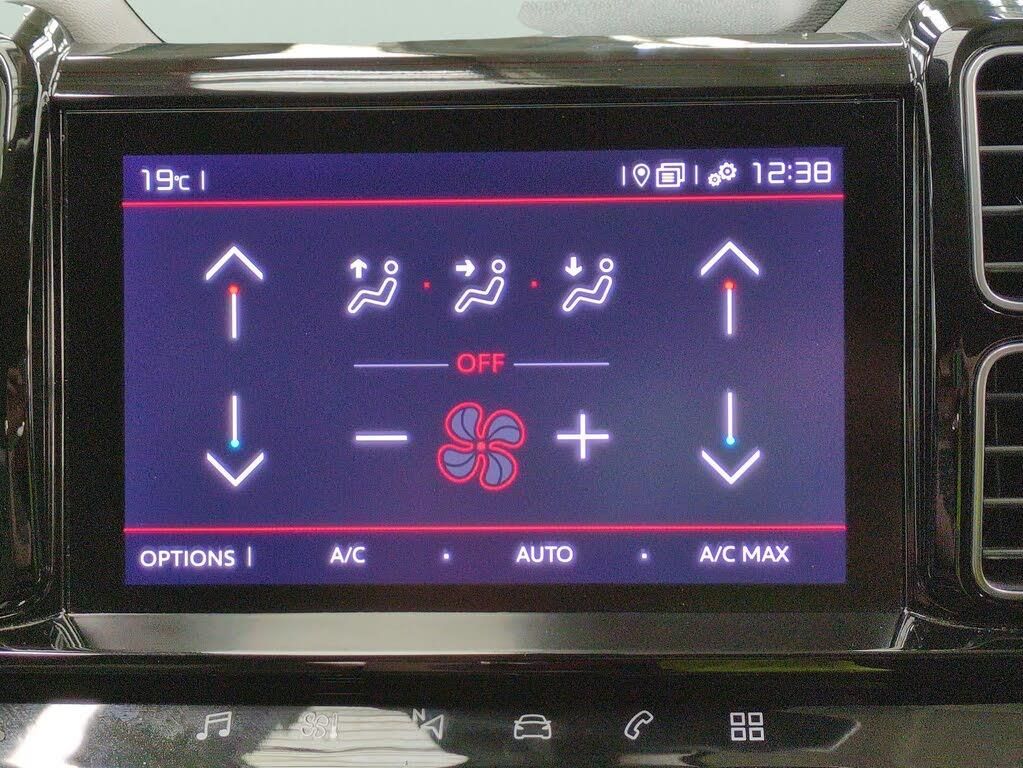 19°C
12:38
OFF
OPTIONS A/C AUTO A/C MAX
N